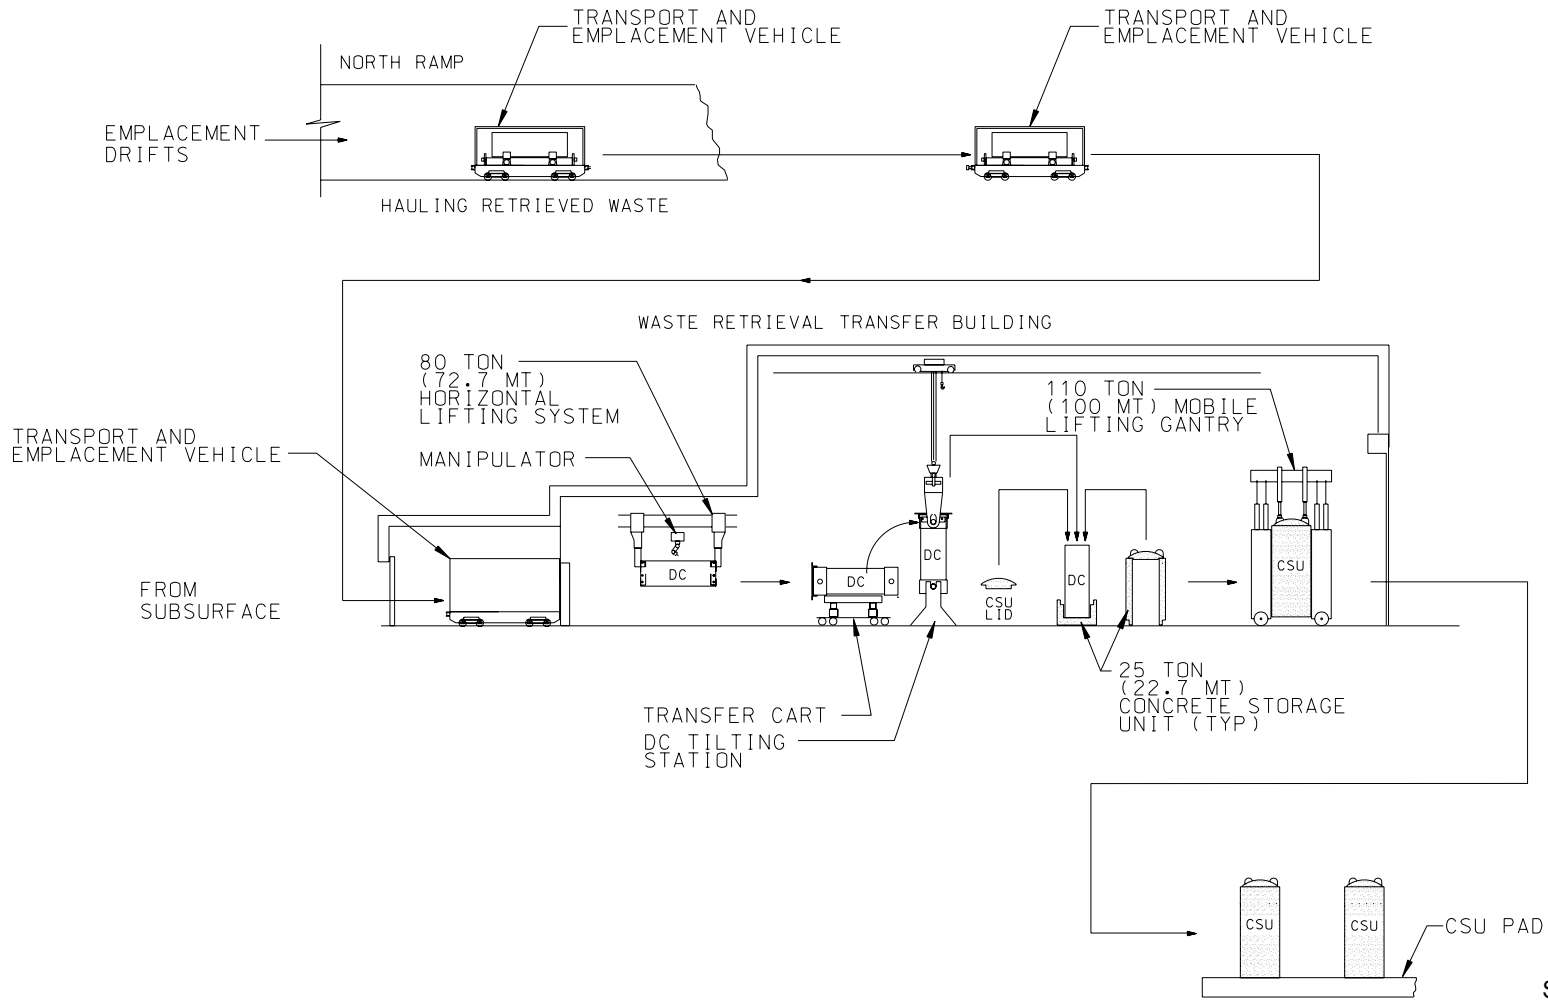 TRANSPORT AND
EMPLACEMENT VEHICLE
TRANSPORT AND
EMPLACEMENT VEHICLE
NORTH RAMP
EMPLACEMENT
DRIFTS
HAULING RETRIEVED WASTE
WASTE RETRIEVAL TRANSFER BUILDING
80 TON
(72.7 MT)
HORIZONTAL
LIFTING SYSTEM
110 TON
(100 MT) MOBILE
LIFTING GANTRY
TRANSPORT AND
EMPLACEMENT VEHICLE
MANIPULATOR
DC
DC
DC
DC
CSU
FROM
SUBSURFACE
CSU
LID
25 TON
(22.7 MT)
CONCRETE STORAGE
UNIT (TYP)
TRANSFER CART
DC TILTING
STATION
CSU
CSU
CSU PAD